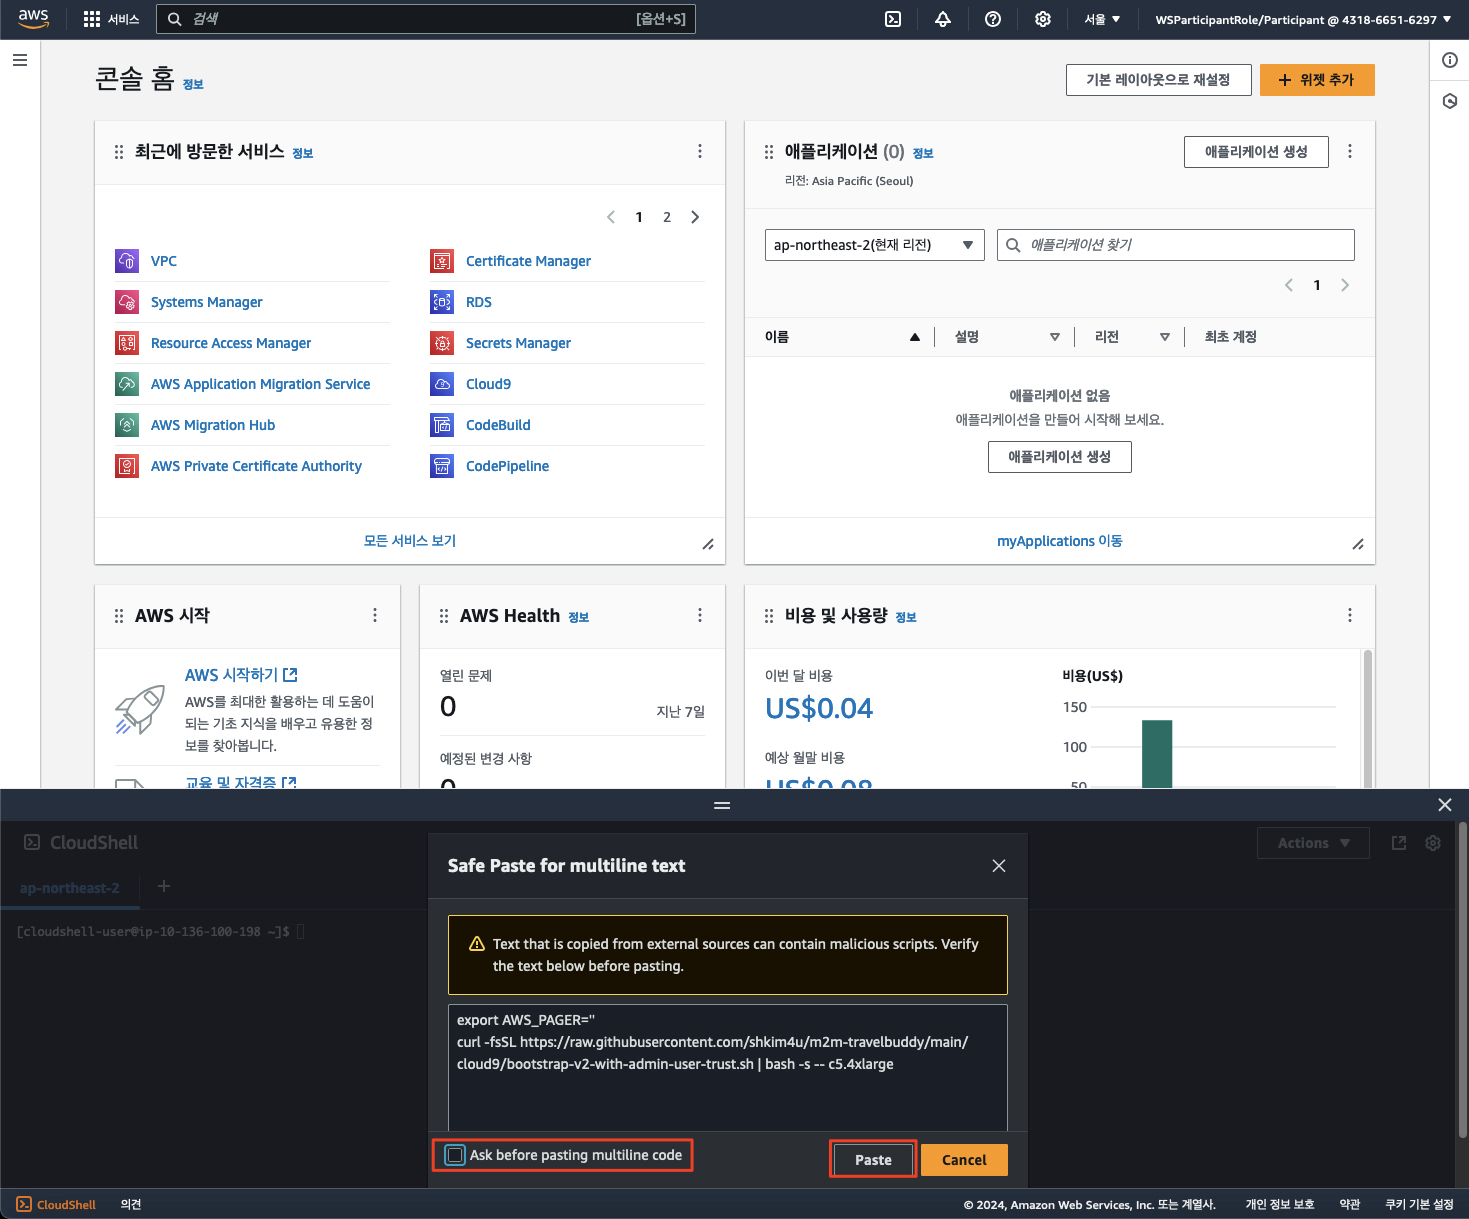 aws
서비스
검색
[옵션+S]
서울
WSParticipantRole/Participant @ 4318-6651-6297
콘솔 홈 정보
기본 레이아웃으로 재설정
위젯 추가
최근에 방문한 서비스 정보
1 2
VPC
Certificate Manager
Systems Manager
RDS
Resource Access Manager
Secrets Manager
AWS Application Migration Service
Cloud9
AWS Migration Hub
CodeBuild
AWS Private Certificate Authority
CodePipeline
모든 서비스 보기
애플리케이션 (0) 정보
리전: Asia Pacific (Seoul)
애플리케이션 생성
ap-northeast-2(현재 리전)
애플리케이션 찾기
1
이름
설명
리전
최초 계정
애플리케이션 없음
애플리케이션을 만들어 시작해 보세요.
애플리케이션 생성
myApplications 이동
AWS 시작
AWS 시작하기
AWS를 최대한 활용하는 데 도움이
되는 기초 지식을 배우고 유용한 정
보를 찾아봅니다.
교육 및 자격증
AWS Health 정보
열린 문제
0
지난 7일
예정된 변경 사항
0
비용 및 사용량 정보
이번 달 비용
US$0.04
예상 월말 비용
US$0.08
비용(US$)
150
100
50
CloudShell
Actions
ap-northeast-2
[cloudshell-user@ip-10-136-100-198 ~]$
Safe Paste for multiline text
Text that is copied from external sources can contain malicious scripts. Verify
the text below before pasting.
export AWS_PAGER=''
curl -fsSL https://raw.githubusercontent.com/shkim4u/m2m-travelbuddy/main/
cloud9/bootstrap-v2-with-admin-user-trust.sh | bash -s -- c5.4xlarge
Ask before pasting multiline code
Paste
Cancel
CloudShell
의견
© 2024, Amazon Web Services, Inc. 또는 계열사.
개인 정보 보호
약관
쿠키 기본 설정